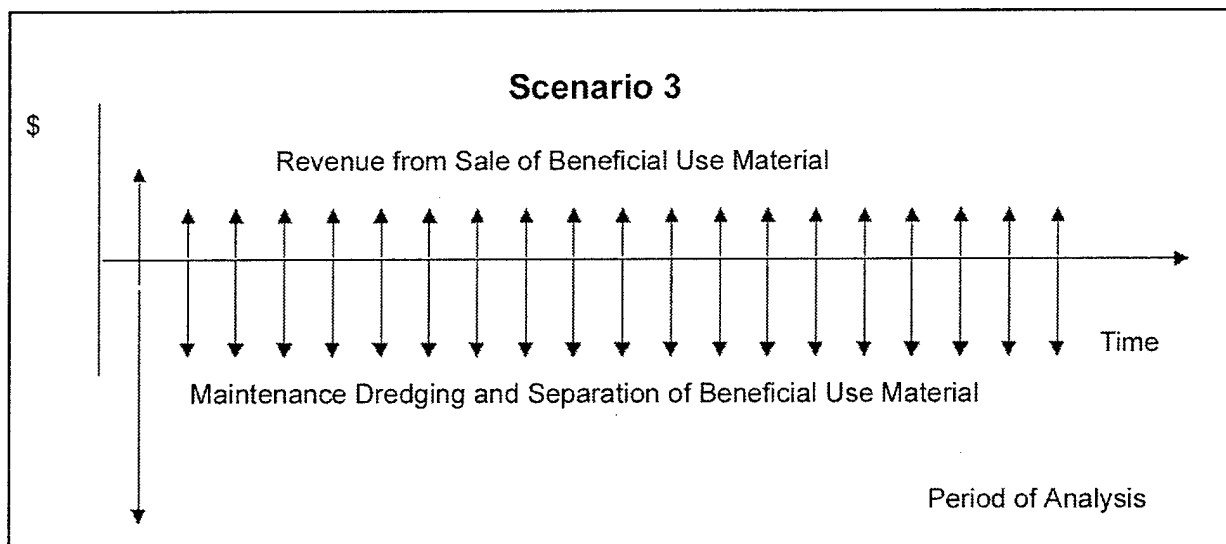 Scenario 3
$
Revenue from Sale of Beneficial Use Material
Time
Maintenance Dredging and Separation of Beneficial Use Material
Period of Analysis